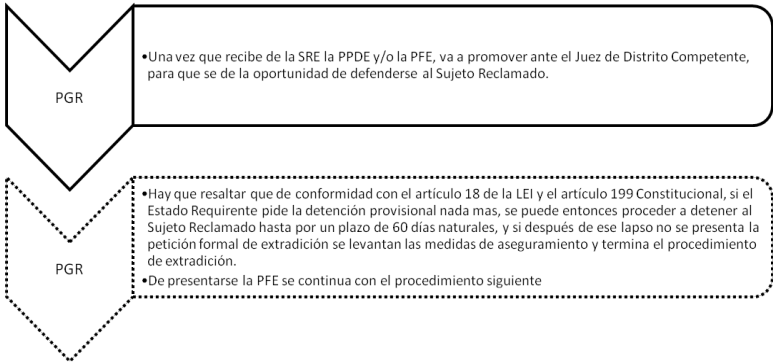 PGR
•Una vez que recibe de la SRE la PPDE y/o la PFE, va a promover ante el Juez de Distrito Competente,
para que se de la oportunidad de defenderse al Sujeto Reclamado.
PGR
•Hay que resaltar que de conformidad con el artículo 18 de la LEI y el artículo 199 Constitucional, si el
Estado Requirente pide la detención provisional nada mas, se puede entonces proceder a detener al
Sujeto Reclamado hasta por un plazo de 60 días naturales, y si después de ese lapso no se presenta la
petición formal de extradición se levantan las medidas de aseguramiento y termina el procedimiento
de extradición.
•De presentarse la PFE se continua con el procedimiento siguiente